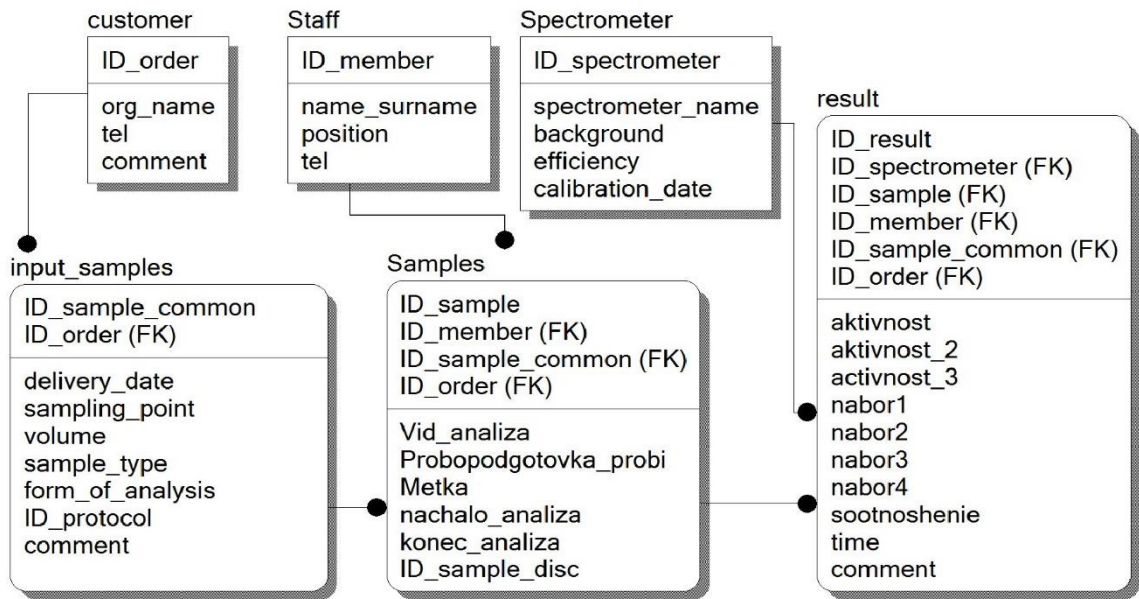 customer
ID_order
org_name
tel
comment
Staff
ID_member
name_surname
position
tel
Spectrometer
ID_spectrometer
spectrometer_name
background
efficiency
calibration_date
result
ID_result
ID_spectrometer (FK)
ID_sample (FK)
ID_member (FK)
ID_sample_common (FK)
ID_order (FK)
aktivnost
aktivnost_2
activnost_3
nabor1
nabor2
nabor3
nabor4
sootnoshenie
time
comment
input_samples
ID_sample_common
ID_order (FK)
delivery_date
sampling_point
volume
sample_type
form_of_analysis
ID_protocol
comment
Samples
ID_sample
ID_member (FK)
ID_sample_common (FK)
ID_order (FK)
Vid_analiza
Probopodgotovka_probi
Metka
nachalo_analiza
konec_analiza
ID_sample_disc